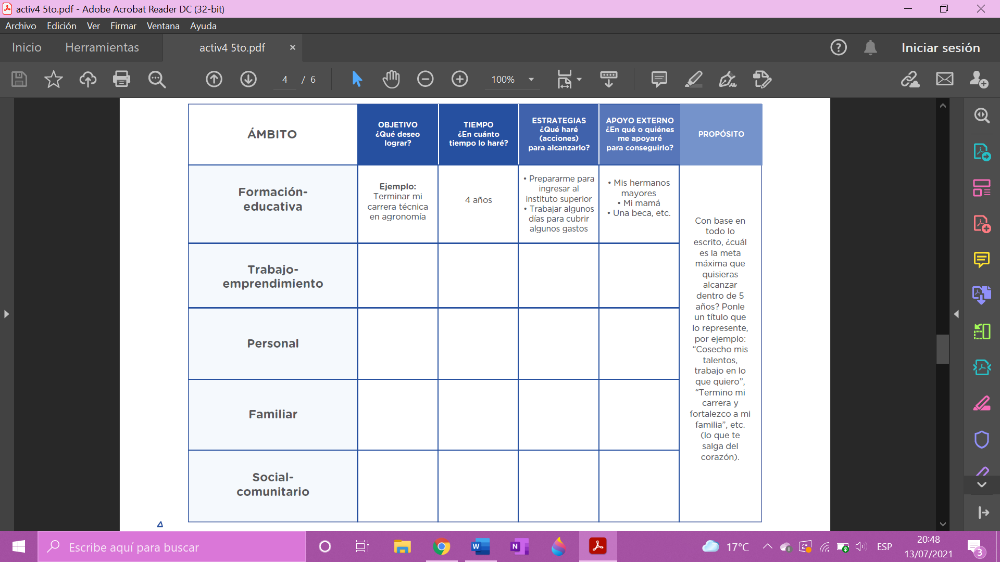 activ4 5to.pdf - Adobe Acrobat Reader DC (32-bit)
Archivo Edición Ver Firmar Ventana Ayuda
Inicio Herramientas activ4 5to.pdf × Iniciar sesión
4 / 6 100%
ÁMBITO
OBJETIVO
¿Qué deseo
lograr?
TIEMPO
¿En cuánto
tiempo lo haré?
ESTRATEGIAS
¿Qué haré
(acciones)
para alcanzarlo?
APOYO EXTERNO
¿En qué o quiénes
me apoyaré
para conseguirlo?
PROPÓSITO
Formación-
educativa
Ejemplo:
Terminar mi
carrera técnica
en agronomía
4 años
• Prepararme para
ingresar al
instituto superior
• Trabajar algunos
días para cubrir
algunos gastos
• Mis hermanos
mayores
• Mi mamá
• Una beca, etc.
Con base en
todo lo
escrito, ¿cuál
es la meta
máxima que
quisieras
alcanzar
dentro de 5
años? Ponle
un título que
lo represente,
por ejemplo:
“Cosecho mis
talentos,
trabajo en lo
que quiero”,
“Termino mi
carrera y
fortalezco a mi
familia”, etc.
(lo que te
salga del
corazón).
Trabajo-
emprendimiento
Personal
Familiar
Social-
comunitario
Escribe aquí para buscar
17°C
ESP
20:48
13/07/2021
3